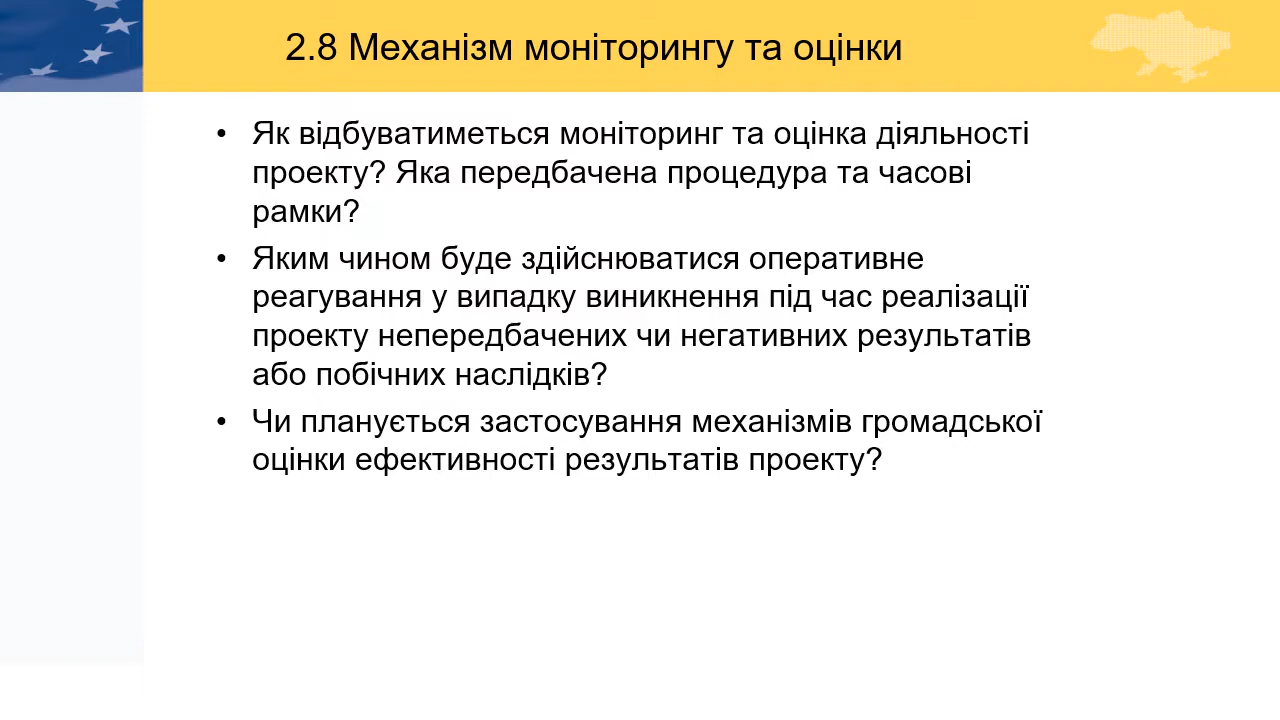 2.8 Механізм моніторингу та оцінки
• Як відбуватиметься моніторинг та оцінка діяльності
проекту? Яка передбачена процедура та часові
рамки?
• Яким чином буде здійснюватися оперативне
реагування у випадку виникнення під час реалізації
проекту непередбачених чи негативних результатів
або побічних наслідків?
• Чи планується застосування механізмів громадської
оцінки ефективності результатів проекту?